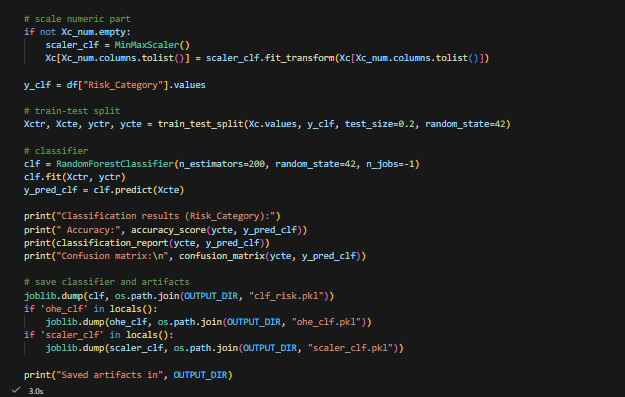 # scale numeric part
if not Xc_num.empty:
    scaler_clf = MinMaxScaler()
    Xc[Xc_num.columns.tolist()] = scaler_clf.fit_transform(Xc[Xc_num.columns.tolist()])
y_clf = df["Risk_Category"].values
# train-test split
Xctr, Xcte, yctr, ycte = train_test_split(Xc.values, y_clf, test_size=0.2, random_state=42)
# classifier
clf = RandomForestClassifier(n_estimators=200, random_state=42, n_jobs=-1)
clf.fit(Xctr, yctr)
y_pred_clf = clf.predict(Xcte)
print("Classification results (Risk_Category):")
print(" Accuracy:", accuracy_score(ycte, y_pred_clf))
print(classification_report(ycte, y_pred_clf))
print("Confusion matrix:\n", confusion_matrix(ycte, y_pred_clf))
# save classifier and artifacts
joblib.dump(clf, os.path.join(OUTPUT_DIR, "clf_risk.pkl"))
if 'ohe_clf' in locals():
    joblib.dump(ohe_clf, os.path.join(OUTPUT_DIR, "ohe_clf.pkl"))
if 'scaler_clf' in locals():
    joblib.dump(scaler_clf, os.path.join(OUTPUT_DIR, "scaler_clf.pkl"))
print("Saved artifacts in", OUTPUT_DIR)
3.0s